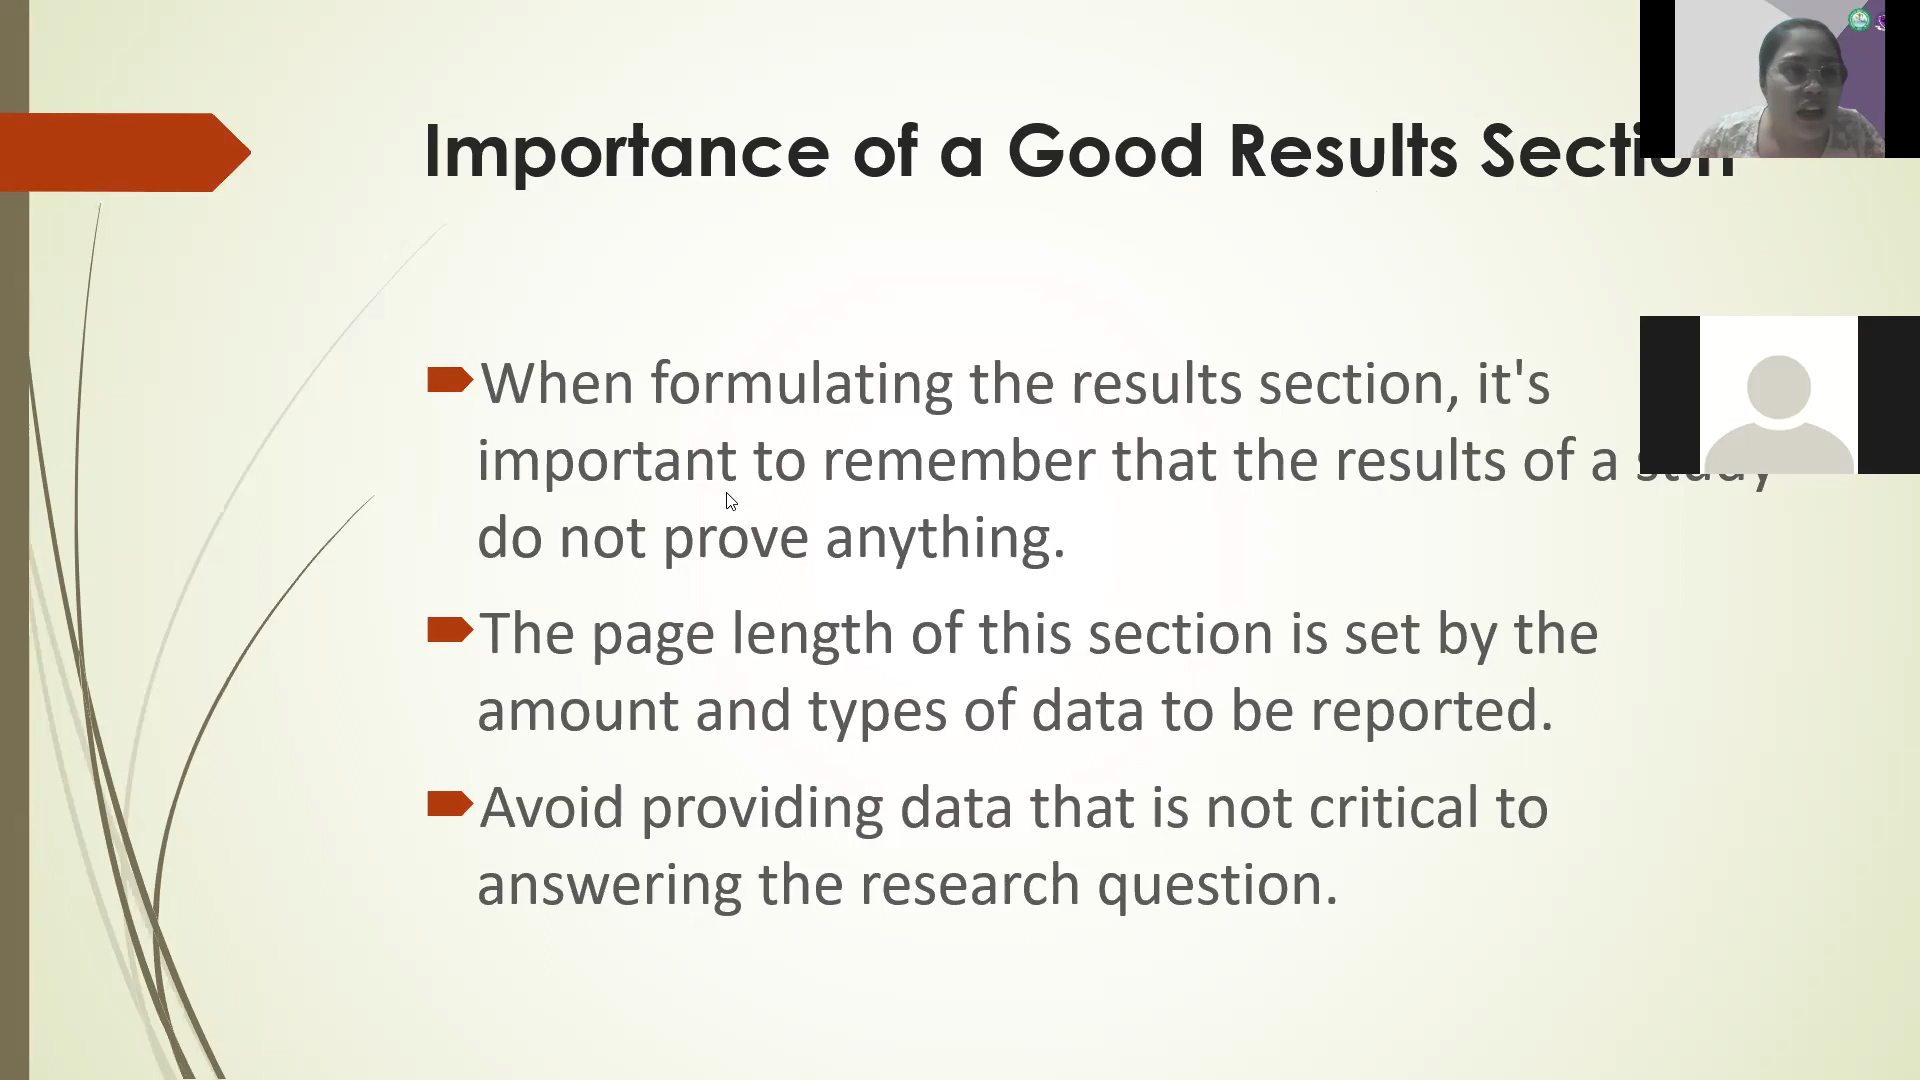 Importance of a Good Results Section
When formulating the results section, it's
important to remember that the results of a study
do not prove anything.
The page length of this section is set by the
amount and types of data to be reported.
Avoid providing data that is not critical to
answering the research question.